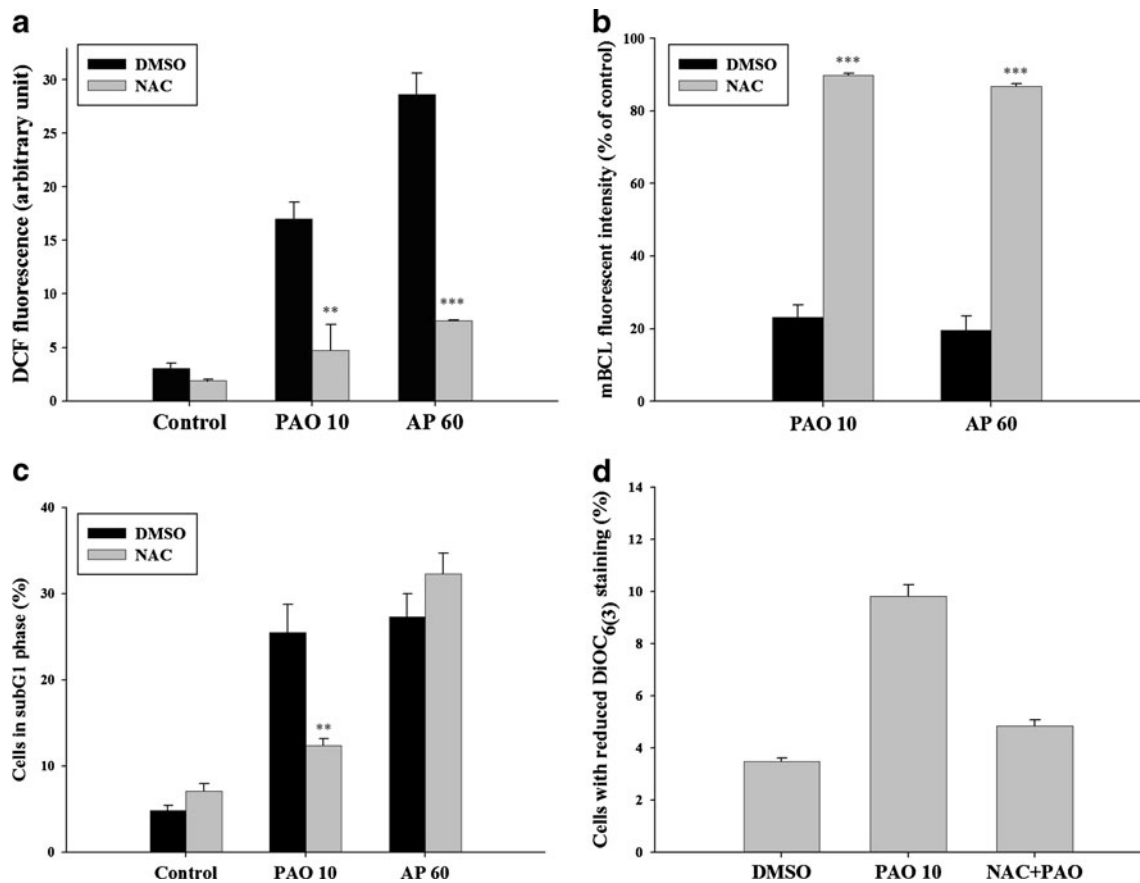 a
DCF fluorescence (arbitrary unit)
30
25
20
15
10
5
0
DMSO
NAC
**
***
Control
PAO 10
AP 60
b
mBCL fluorescent intensity (% of control)
100
80
60
40
20
0
DMSO
NAC
***
***
PAO 10
AP 60
c
Cells in subG1 phase (%)
40
30
20
10
0
DMSO
NAC
**
Control
PAO 10
AP 60
d
Cells with reduced DiOC6(3) staining (%)
14
12
10
8
6
4
2
0
DMSO
PAO 10
NAC+PAO